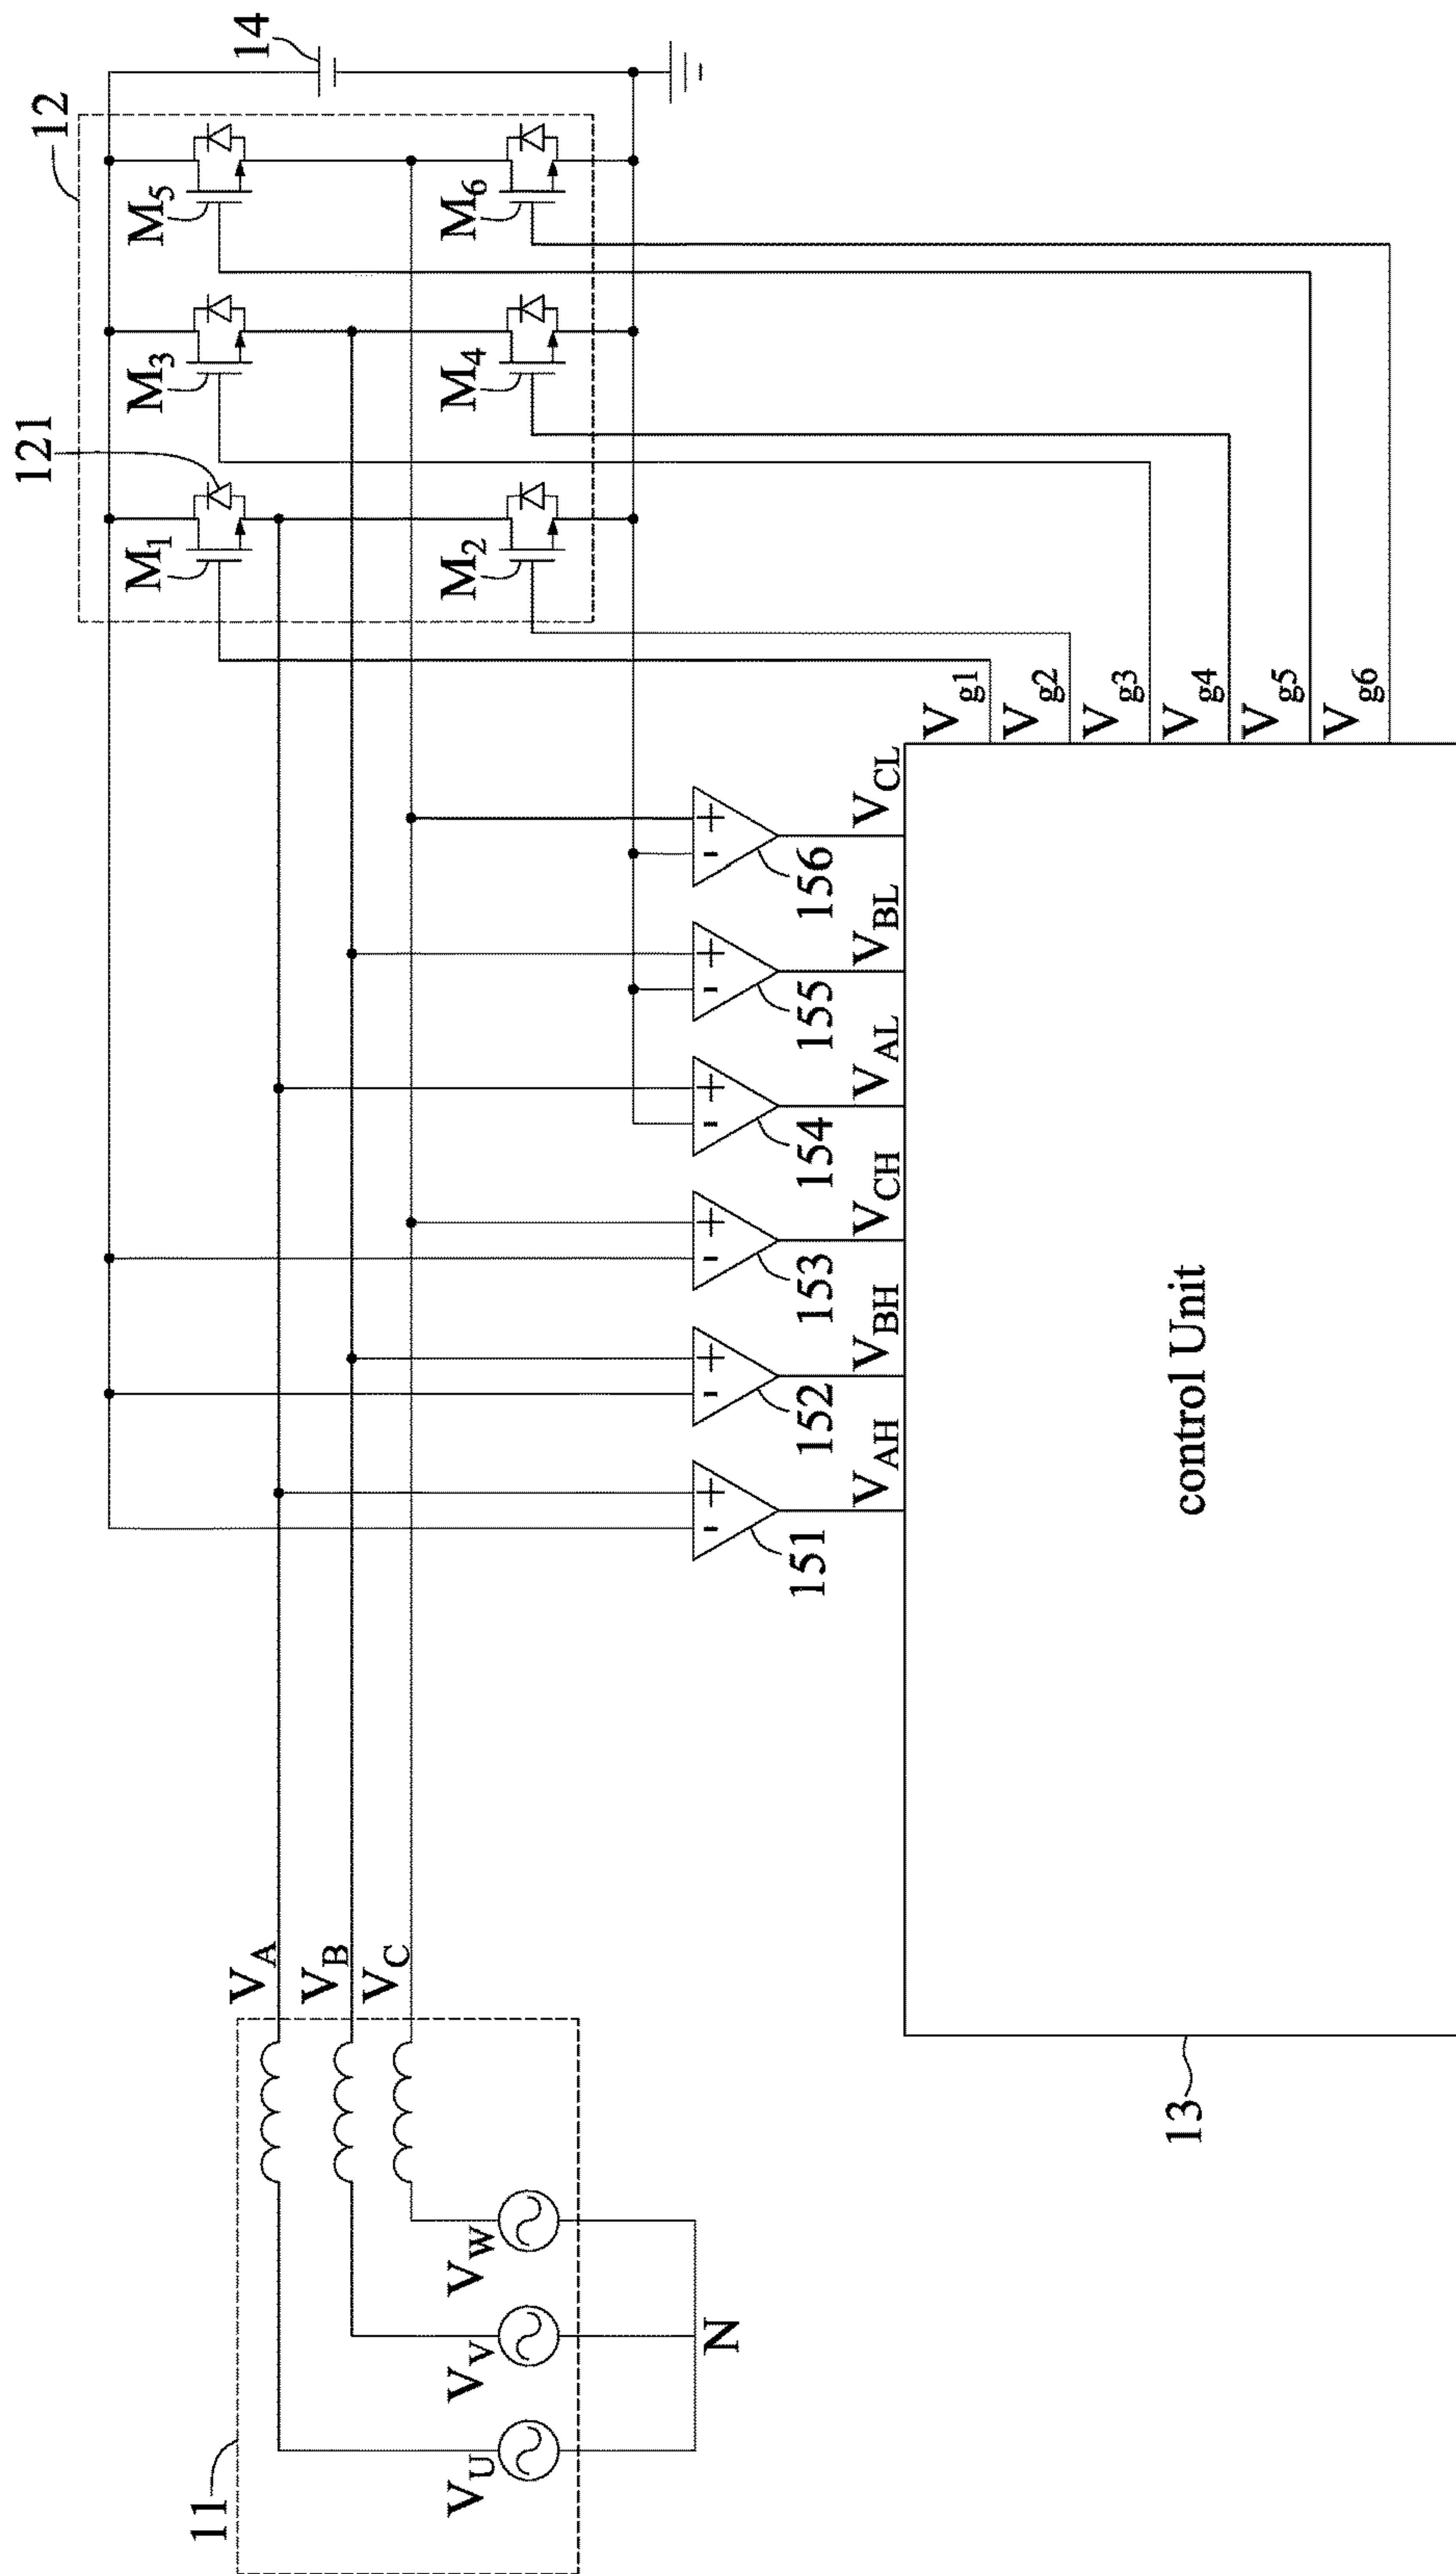 14
12
M5
M6
M3
M4
121
M1
M2
Vg1
Vg2
Vg3
Vg4
Vg5
Vg6
VCL
VBL
VAL
VCH
VBH
VAH
156
155
154
153
152
151
control Unit
13
VA
VB
VC
VW
VV
VU
N
11